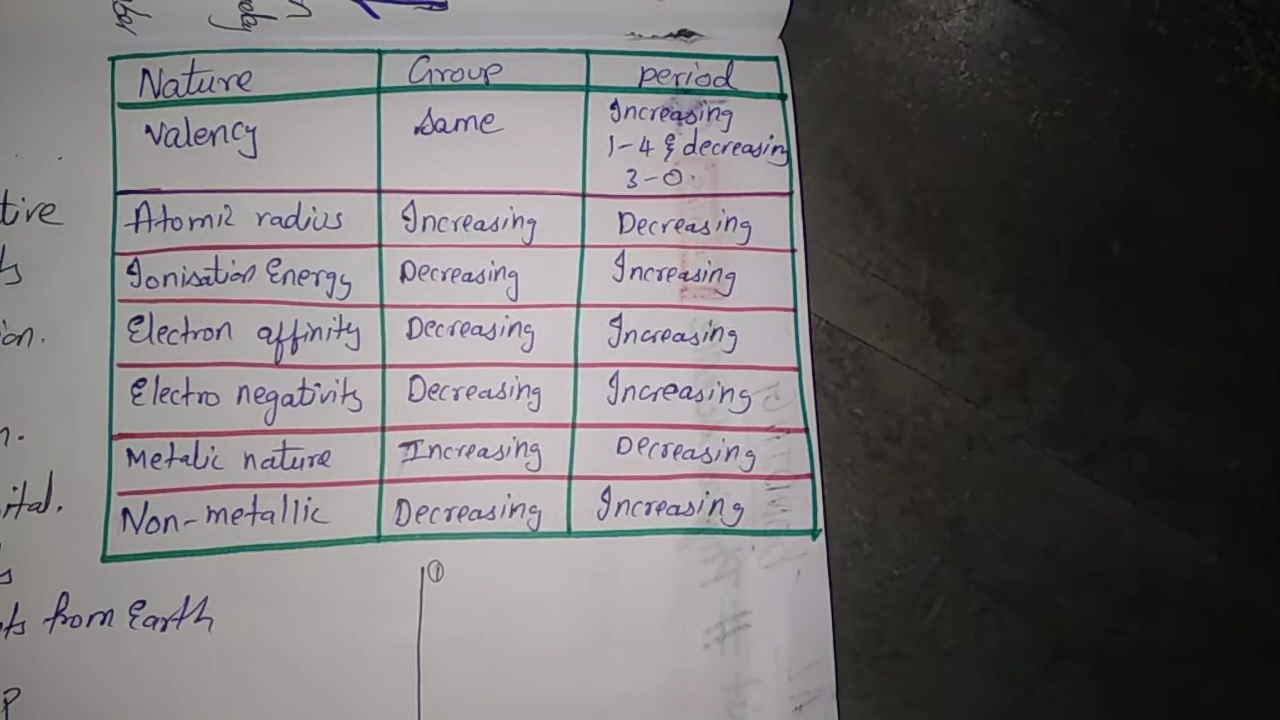 Nature Group period
Valency Same Increasing
1-4 & decreasing
3-0.
Atomic radius Increasing Decreasing
Ionisation Energy Decreasing Increasing
Electron affinity Decreasing Increasing
Electro negativity Decreasing Increasing
Metalic nature Increasing Decreasing
Non-metallic Decreasing Increasing
tive
ion.
n.
ital.
①
ts from Earth
P